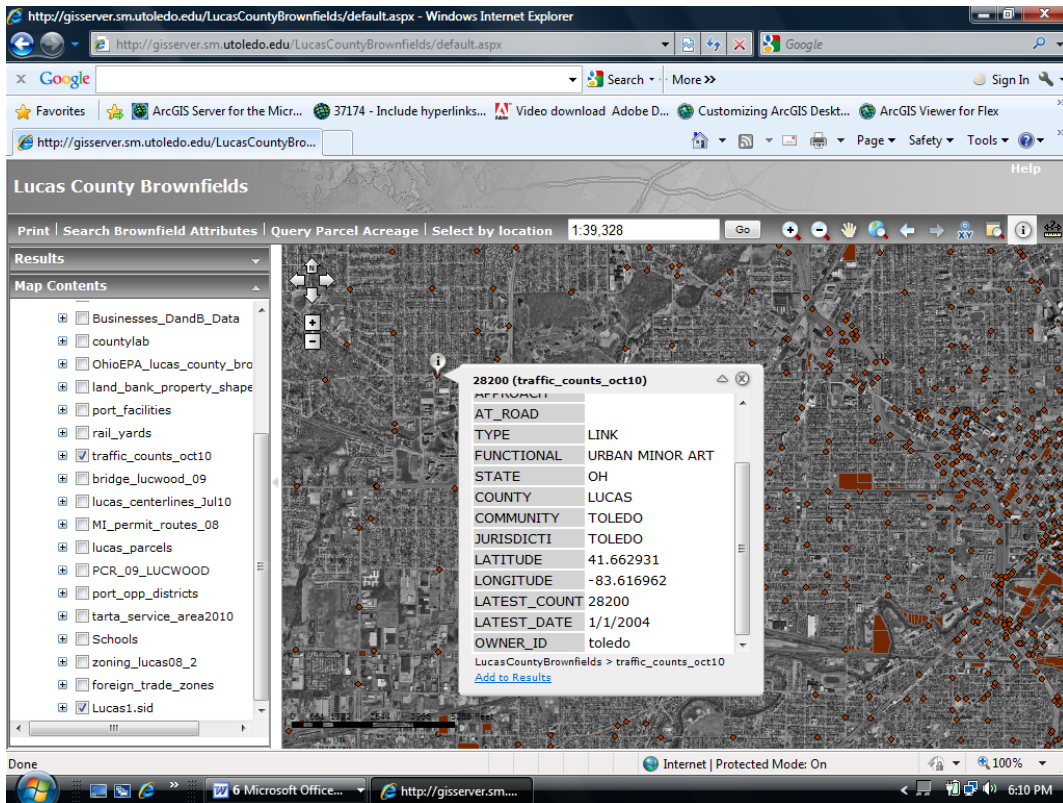 http://gisserver.sm.utoledo.edu/LucasCountyBrownfields/default.aspx - Windows Internet Explorer
http://gisserver.sm.utoledo.edu/LucasCountyBrownfields/default.aspx
Google
x Google
Search
More >>
Sign In
Favorites
ArcGIS Server for the Micr...
37174 - Include hyperlinks...
Video download Adobe D...
Customizing ArcGIS Deskt...
ArcGIS Viewer for Flex
http://gisserver.sm.utoledo.edu/LucasCountyBro...
Page Safety Tools
Help
Lucas County Brownfields
Print | Search Brownfield Attributes | Query Parcel Acreage | Select by location
1:39,328
Go
XY
Results
Map Contents
Businesses_DandB_Data
countylab
OhioEPA_lucas_county_bro
land_bank_property_shape
port_facilities
rail_yards
traffic_counts_oct10
bridge_lucwood_09
lucas_centerlines_Jul10
MI_permit_routes_08
lucas_parcels
PCR_09_LUCWOOD
port_opp_districts
tarta_service_area2010
Schools
zoning_lucas08_2
foreign_trade_zones
Lucas1.sid
N
i
28200 (traffic_counts_oct10)
APPROACH
AT_ROAD
TYPE LINK
FUNCTIONAL URBAN MINOR ART
STATE OH
COUNTY LUCAS
COMMUNITY TOLEDO
JURISDICTI TOLEDO
LATITUDE 41.662931
LONGITUDE -83.616962
LATEST_COUNT 28200
LATEST_DATE 1/1/2004
OWNER_ID toledo
LucasCountyBrownfields > traffic_counts_oct10
Add to Results
Done
Internet | Protected Mode: On
100%
6 Microsoft Office...
http://gisserver.sm....
6:10 PM